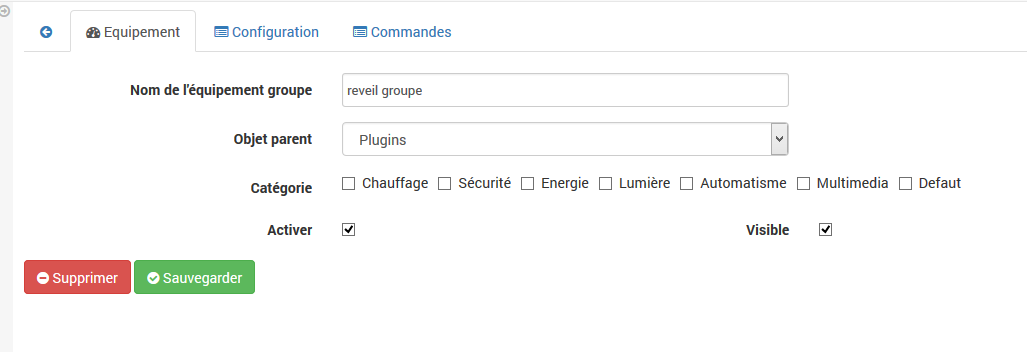 Equipement Configuration Commandes
Nom de l'équipement groupe reveil groupe
Objet parent Plugins
Catégorie Chauffage Sécurité Energie Lumière Automatisme Multimedia Defaut
Activer Visible
Supprimer Sauvegarder